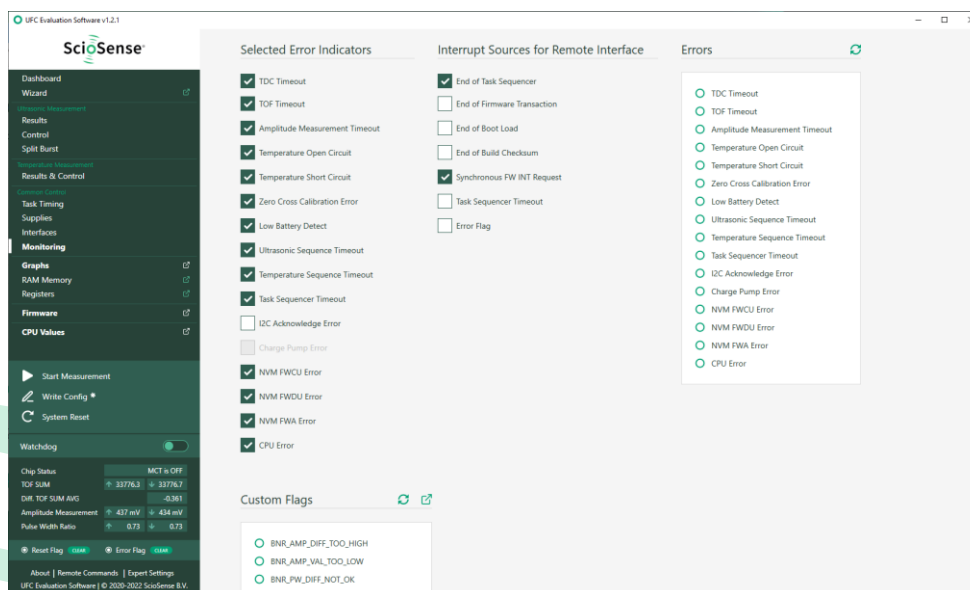 UFC Evaluation Software v1.2.1
ScioSense
Dashboard
Wizard
Ultrasonic Measurement
Results
Control
Split Burst
Temperature Measurement
Results & Control
Common Control
Task Timing
Supplies
Interfaces
Monitoring
Graphs
RAM Memory
Registers
Firmware
CPU Values
Start Measurement
Write Config
System Reset
Watchdog
Chip Status MCT is OFF
TOF SUM 33776.3 33776.7
Diff. TOF SUM AVG -0.361
Amplitude Measurement 437 mV 434 mV
Pulse Width Ratio 0.73 0.73
Reset Flag CLEAR Error Flag CLEAR
About | Remote Commands | Expert Settings
UFC Evaluation Software | © 2020-2022 ScioSense B.V.
Selected Error Indicators
TDC Timeout
TOF Timeout
Amplitude Measurement Timeout
Temperature Open Circuit
Temperature Short Circuit
Zero Cross Calibration Error
Low Battery Detect
Ultrasonic Sequence Timeout
Temperature Sequence Timeout
Task Sequencer Timeout
I2C Acknowledge Error
Charge Pump Error
NVM FWCU Error
NVM FWDU Error
NVM FWA Error
CPU Error
Custom Flags
BNR_AMP_DIFF_TOO_HIGH
BNR_AMP_VAL_TOO_LOW
BNR_PW_DIFF_NOT_OK
Interrupt Sources for Remote Interface
End of Task Sequencer
End of Firmware Transaction
End of Boot Load
End of Build Checksum
Synchronous FW INT Request
Task Sequencer Timeout
Error Flag
Errors
TDC Timeout
TOF Timeout
Amplitude Measurement Timeout
Temperature Open Circuit
Temperature Short Circuit
Zero Cross Calibration Error
Low Battery Detect
Ultrasonic Sequence Timeout
Temperature Sequence Timeout
Task Sequencer Timeout
I2C Acknowledge Error
Charge Pump Error
NVM FWCU Error
NVM FWDU Error
NVM FWA Error
CPU Error